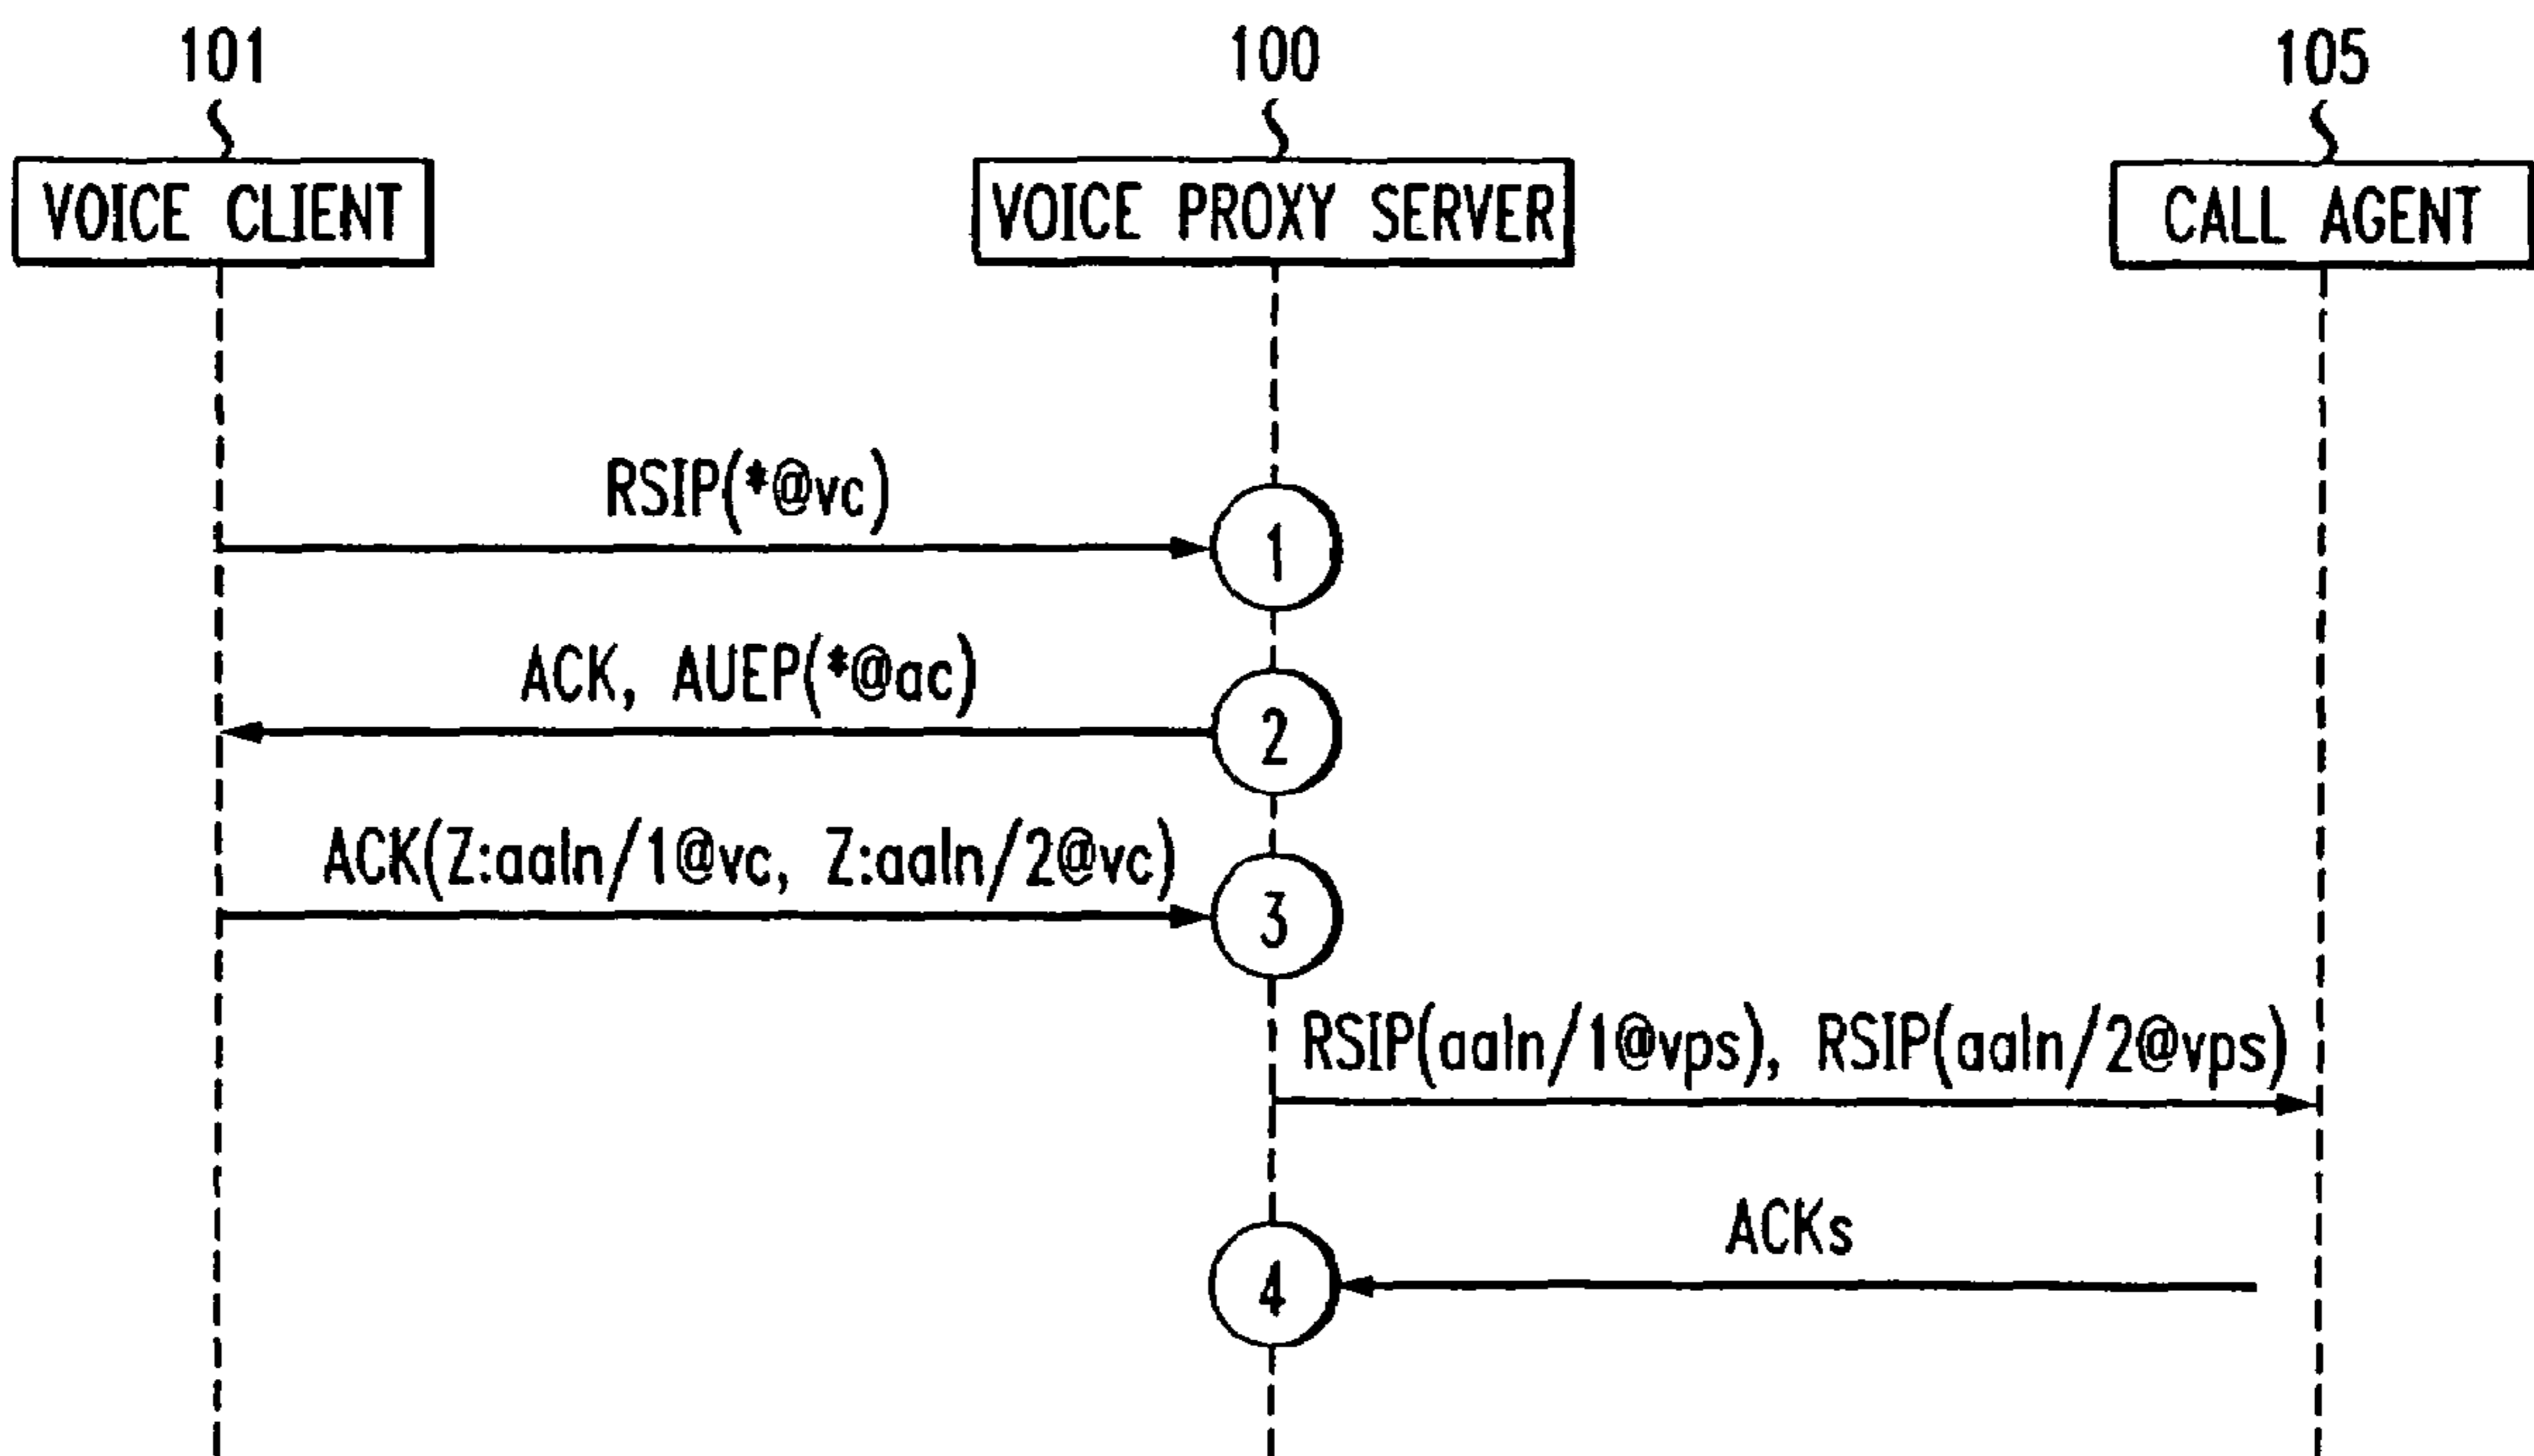 101
100
105
VOICE CLIENT
VOICE PROXY SERVER
CALL AGENT
RSIP(*@vc)
1
ACK, AUEP(*@ac)
2
ACK(Z:aaln/1@vc, Z:aaln/2@vc)
3
RSIP(aaln/1@vps), RSIP(aaln/2@vps)
ACKs
4